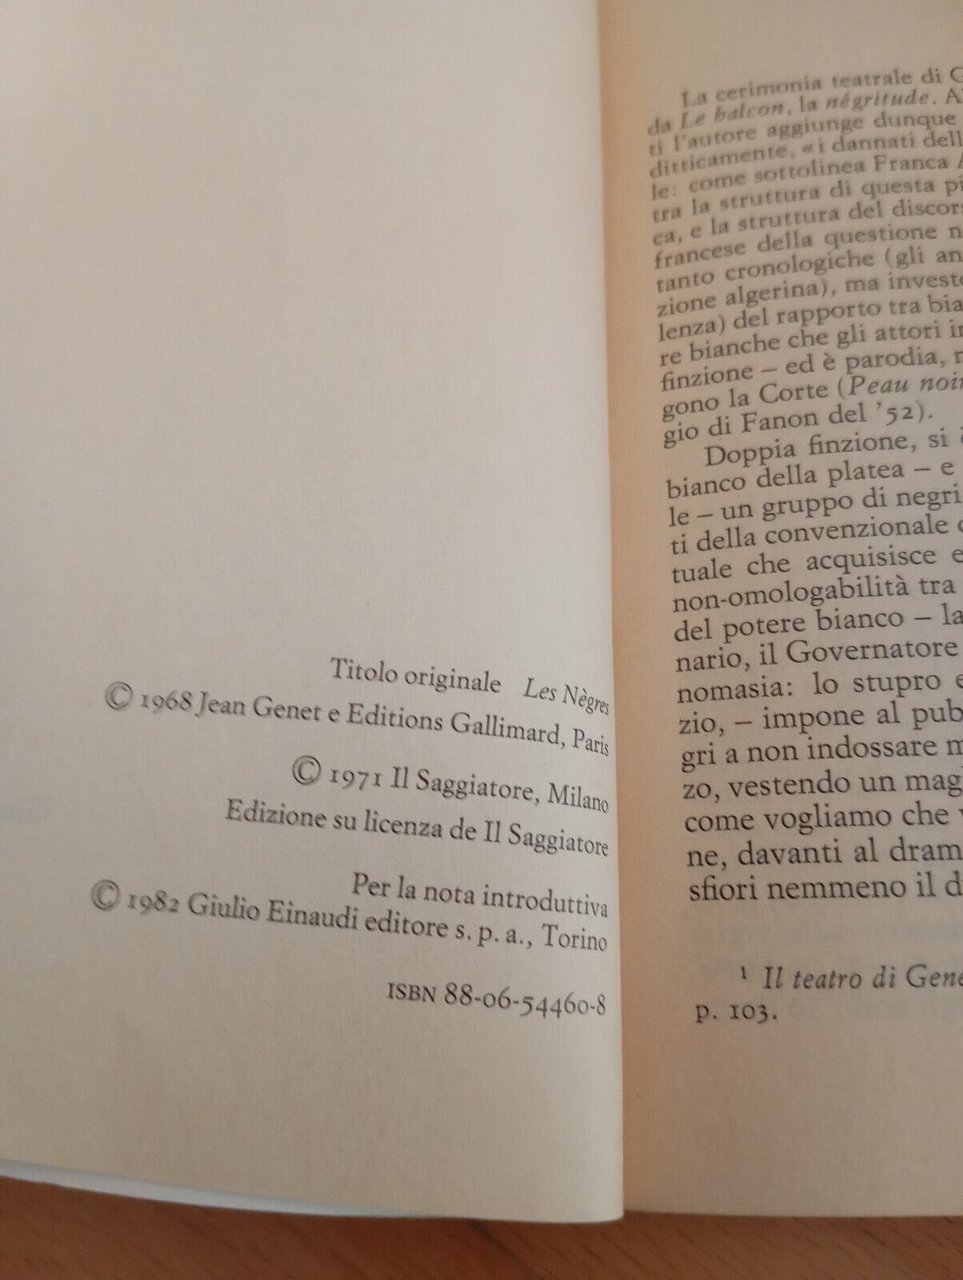 Titolo originale Les Nègres
© 1968 Jean Genet e Editions Gallimard, Paris
© 1971 Il Saggiatore, Milano
Edizione su licenza de Il Saggiatore
Per la nota introduttiva
© 1982 Giulio Einaudi editore s. p. a., Torino
ISBN 88-06-54460-8
La cerimonia teatrale di G
da Le balcon, la négritude. A
ti l'autore aggiunge dunque
ditticamente, «i dannati dell
le: come sottolinea Franca A
tra la struttura di questa pi
ca, e la struttura del discors
francese della questione n
tanto cronologiche (gli an
zione algerina), ma invest
lenza) del rapporto tra bia
re bianche che gli attori in
finzione – ed è parodia, 
gono la Corte (Peau noir
gio di Fanon del '52).
Doppia finzione, si
bianco della platea – e
le – un gruppo di negri
ti della convenzionale
tuale che acquisisce e
non-omologabilità tra
del potere bianco – la
nario, il Governatore
nomasia: lo stupro e
zio, – impone al pub
gri a non indossare m
zo, vestendo un magl
come vogliamo che v
ne, davanti al dram
sfiori nemmeno il d
1 Il teatro di Gene
p. 103.